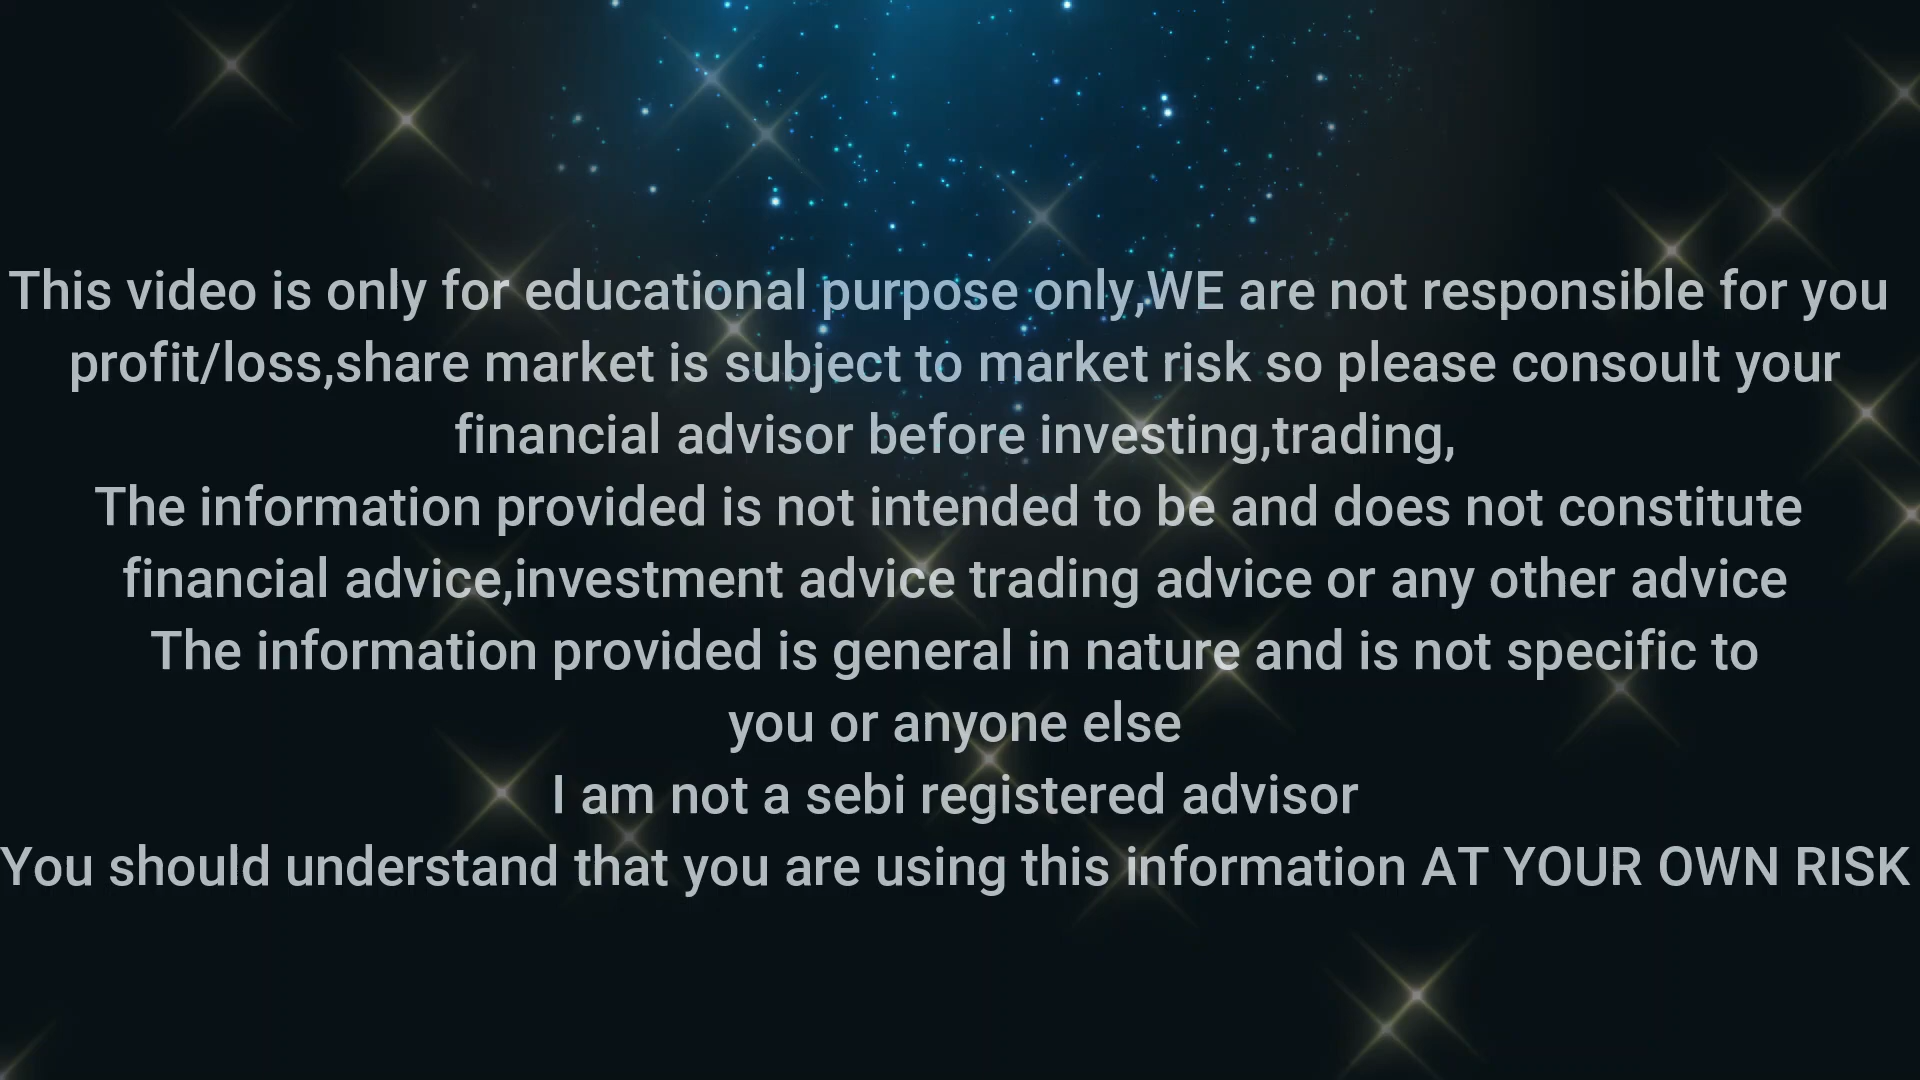 This video is only for educational purpose only,WE are not responsible for you
profit/loss,share market is subject to market risk so please consoult your
financial advisor before investing,trading,
The information provided is not intended to be and does not constitute
financial advice,investment advice trading advice or any other advice
The information provided is general in nature and is not specific to
you or anyone else
I am not a sebi registered advisor
You should understand that you are using this information AT YOUR OWN RISK